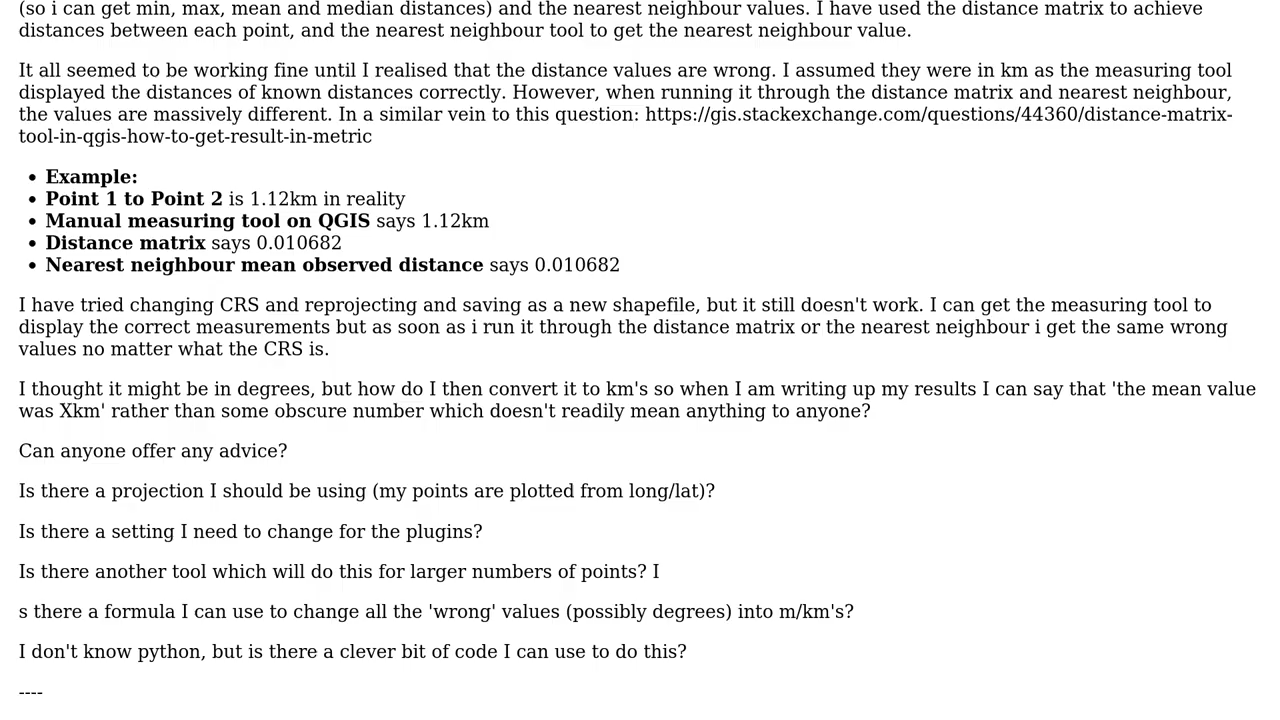 (so i can get min, max, mean and median distances) and the nearest neighbour values. I have used the distance matrix to achieve
distances between each point, and the nearest neighbour tool to get the nearest neighbour value.
It all seemed to be working fine until I realised that the distance values are wrong. I assumed they were in km as the measuring tool
displayed the distances of known distances correctly. However, when running it through the distance matrix and nearest neighbour,
the values are massively different. In a similar vein to this question: https://gis.stackexchange.com/questions/44360/distance-matrix-
tool-in-qgis-how-to-get-result-in-metric
• Example:
• Point 1 to Point 2 is 1.12km in reality
• Manual measuring tool on QGIS says 1.12km
• Distance matrix says 0.010682
• Nearest neighbour mean observed distance says 0.010682
I have tried changing CRS and reprojecting and saving as a new shapefile, but it still doesn't work. I can get the measuring tool to
display the correct measurements but as soon as i run it through the distance matrix or the nearest neighbour i get the same wrong
values no matter what the CRS is.
I thought it might be in degrees, but how do I then convert it to km's so when I am writing up my results I can say that 'the mean value
was Xkm' rather than some obscure number which doesn't readily mean anything to anyone?
Can anyone offer any advice?
Is there a projection I should be using (my points are plotted from long/lat)?
Is there a setting I need to change for the plugins?
Is there another tool which will do this for larger numbers of points? I
s there a formula I can use to change all the 'wrong' values (possibly degrees) into m/km's?
I don't know python, but is there a clever bit of code I can use to do this?
----